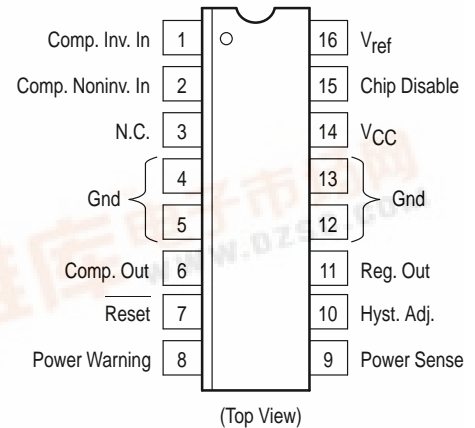 Comp. Inv. In 1 16 Vref
Comp. Noninv. In 2 15 Chip Disable
N.C. 3 14 VCC
4 13
Gnd Gnd
5 12
Comp. Out 6 11 Reg. Out
Reset 7 10 Hyst. Adj.
Power Warning 8 9 Power Sense
(Top View)